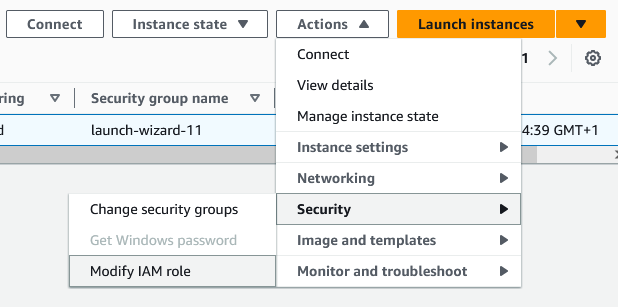 Connect Instance state Actions Launch instances
1
Connect
ring Security group name
View details
Manage instance state
d launch-wizard-11 4:39 GMT+1
Instance settings
Networking
Change security groups Security
Get Windows password Image and templates
Modify IAM role Monitor and troubleshoot